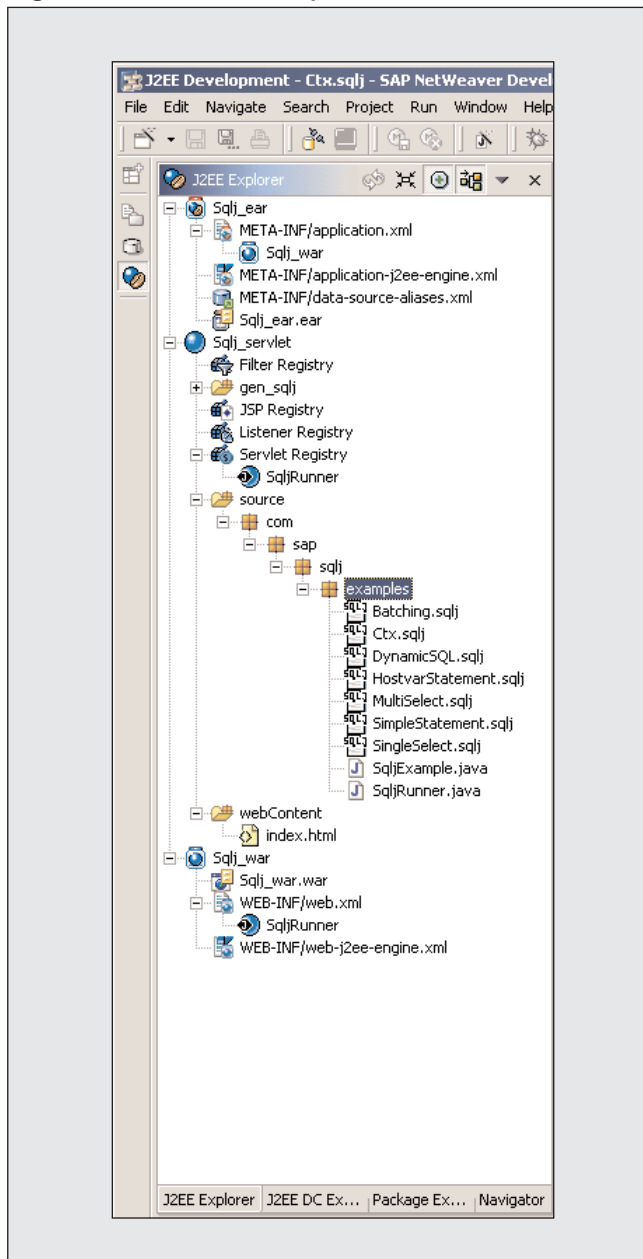 J2EE Development - Ctx.sqlj - SAP NetWeaver Devel
File Edit Navigate Search Project Run Window Help
J2EE Explorer
Sqlj_ear
META-INF/application.xml
Sqlj_war
META-INF/application-j2ee-engine.xml
META-INF/data-source-aliases.xml
Sqlj_ear.ear
Sqlj_servlet
Filter Registry
gen_sqlj
JSP Registry
Listener Registry
Servlet Registry
SqljRunner
source
com
sap
sqlj
examples
Batching.sqlj
Ctx.sqlj
DynamicSQL.sqlj
HostvarStatement.sqlj
MultiSelect.sqlj
SimpleStatement.sqlj
SingleSelect.sqlj
SqljExample.java
SqljRunner.java
webContent
index.html
Sqlj_war
Sqlj_war.war
WEB-INF/web.xml
SqljRunner
WEB-INF/web-j2ee-engine.xml
J2EE Explorer J2EE DC Ex... Package Ex... Navigator